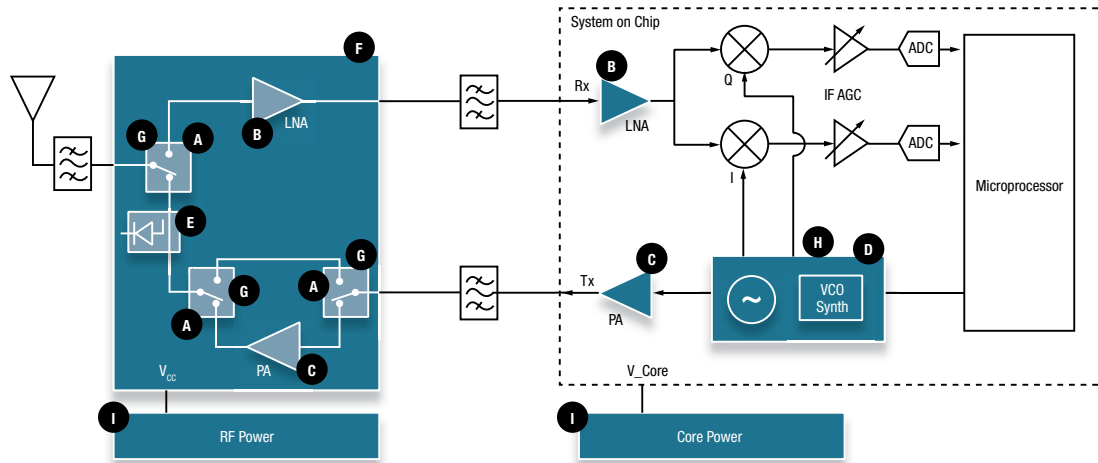 System on Chip
F
B
Rx
LNA
Q
IF AGC
ADC
G
A
B
LNA
I
ADC
Microprocessor
E
G
A
G
A
PA
C
Tx
C
PA
H
D
~
VCO
Synth
VCC
V_Core
I
RF Power
I
Core Power